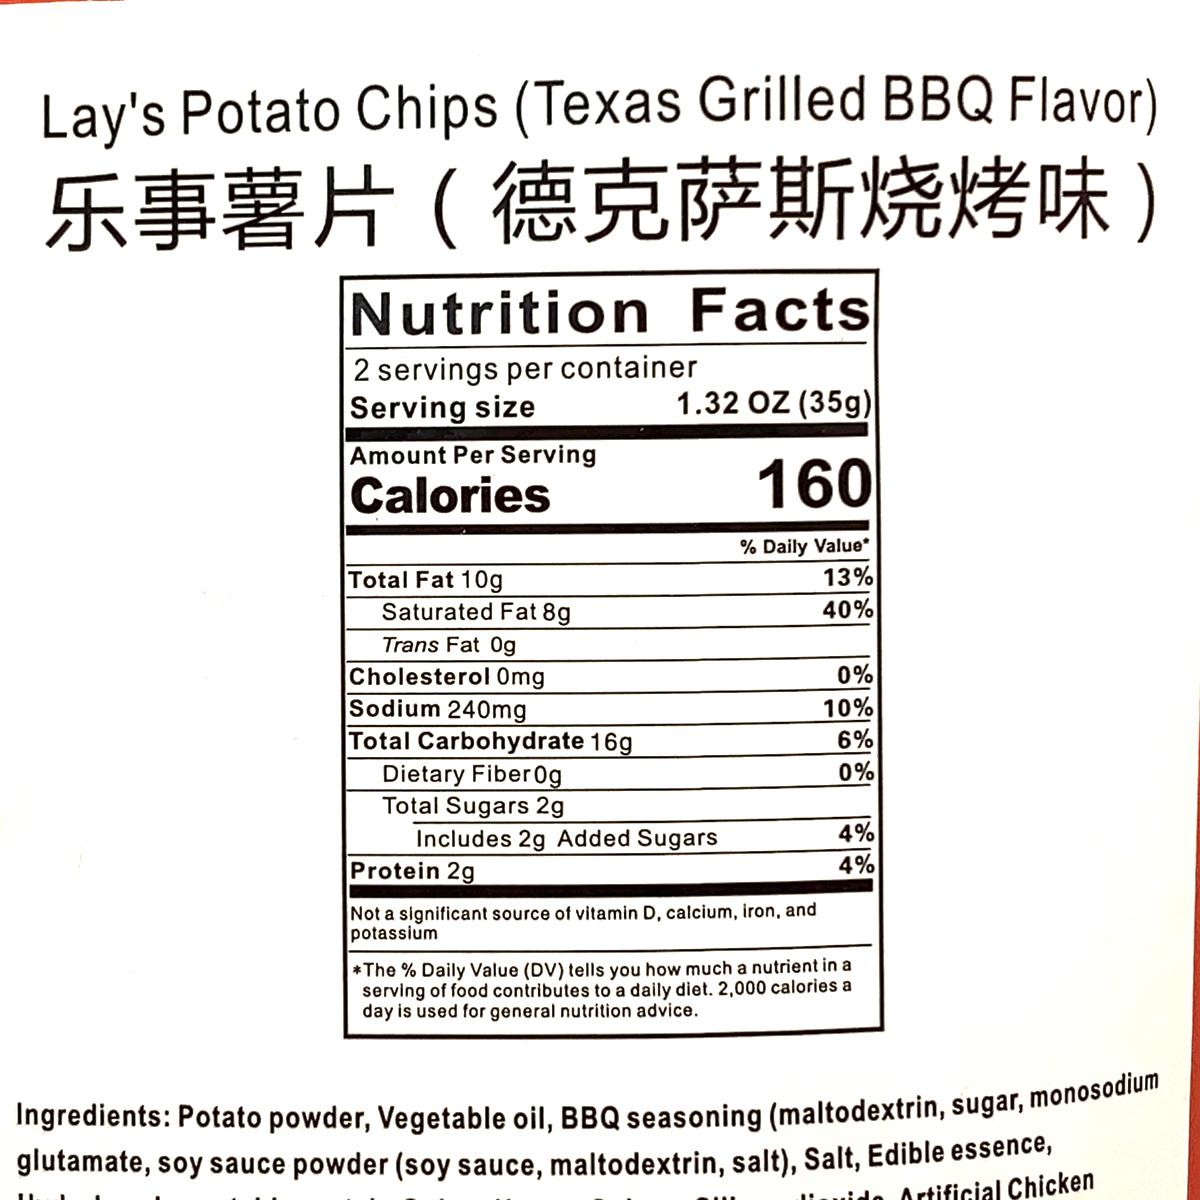 Lay's Potato Chips (Texas Grilled BBQ Flavor)
乐事薯片（德克萨斯烧烤味）
Nutrition Facts
2 servings per container
Serving size 1.32 OZ (35g)
Amount Per Serving
Calories 160
% Daily Value*
Total Fat 10g 13%
Saturated Fat 8g 40%
Trans Fat 0g
Cholesterol 0mg 0%
Sodium 240mg 10%
Total Carbohydrate 16g 6%
Dietary Fiber 0g 0%
Total Sugars 2g
Includes 2g Added Sugars 4%
Protein 2g 4%
Not a significant source of vitamin D, calcium, iron, and
potassium
*The % Daily Value (DV) tells you how much a nutrient in a
serving of food contributes to a daily diet. 2,000 calories a
day is used for general nutrition advice.
Ingredients: Potato powder, Vegetable oil, BBQ seasoning (maltodextrin, sugar, monosodium
glutamate, soy sauce powder (soy sauce, maltodextrin, salt), Salt, Edible essence,
Artificial Chicken